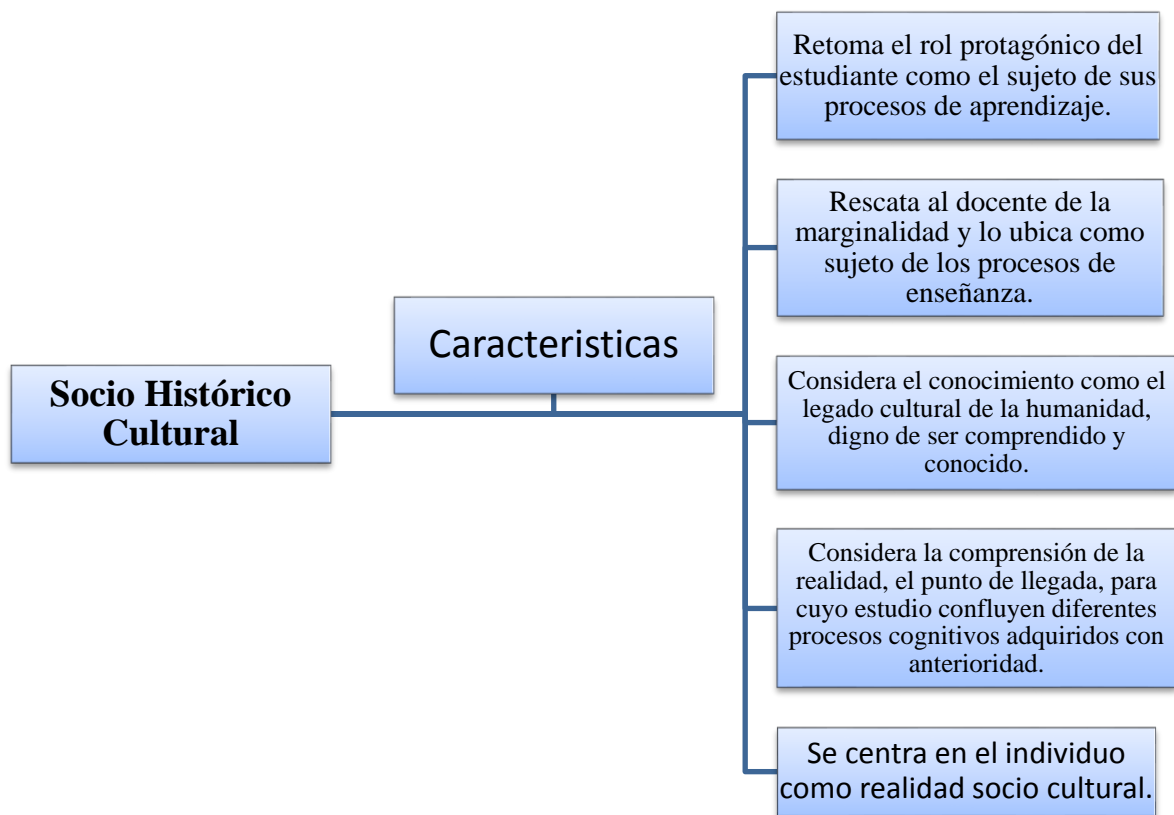 Socio Histórico
Cultural
Caracteristicas
Retoma el rol protagónico del
estudiante como el sujeto de sus
procesos de aprendizaje.
Rescata al docente de la
marginalidad y lo ubica como
sujeto de los procesos de
enseñanza.
Considera el conocimiento como el
legado cultural de la humanidad,
digno de ser comprendido y
conocido.
Considera la comprensión de la
realidad, el punto de llegada, para
cuyo estudio confluyen diferentes
procesos cognitivos adquiridos con
anterioridad.
Se centra en el individuo
como realidad socio cultural.